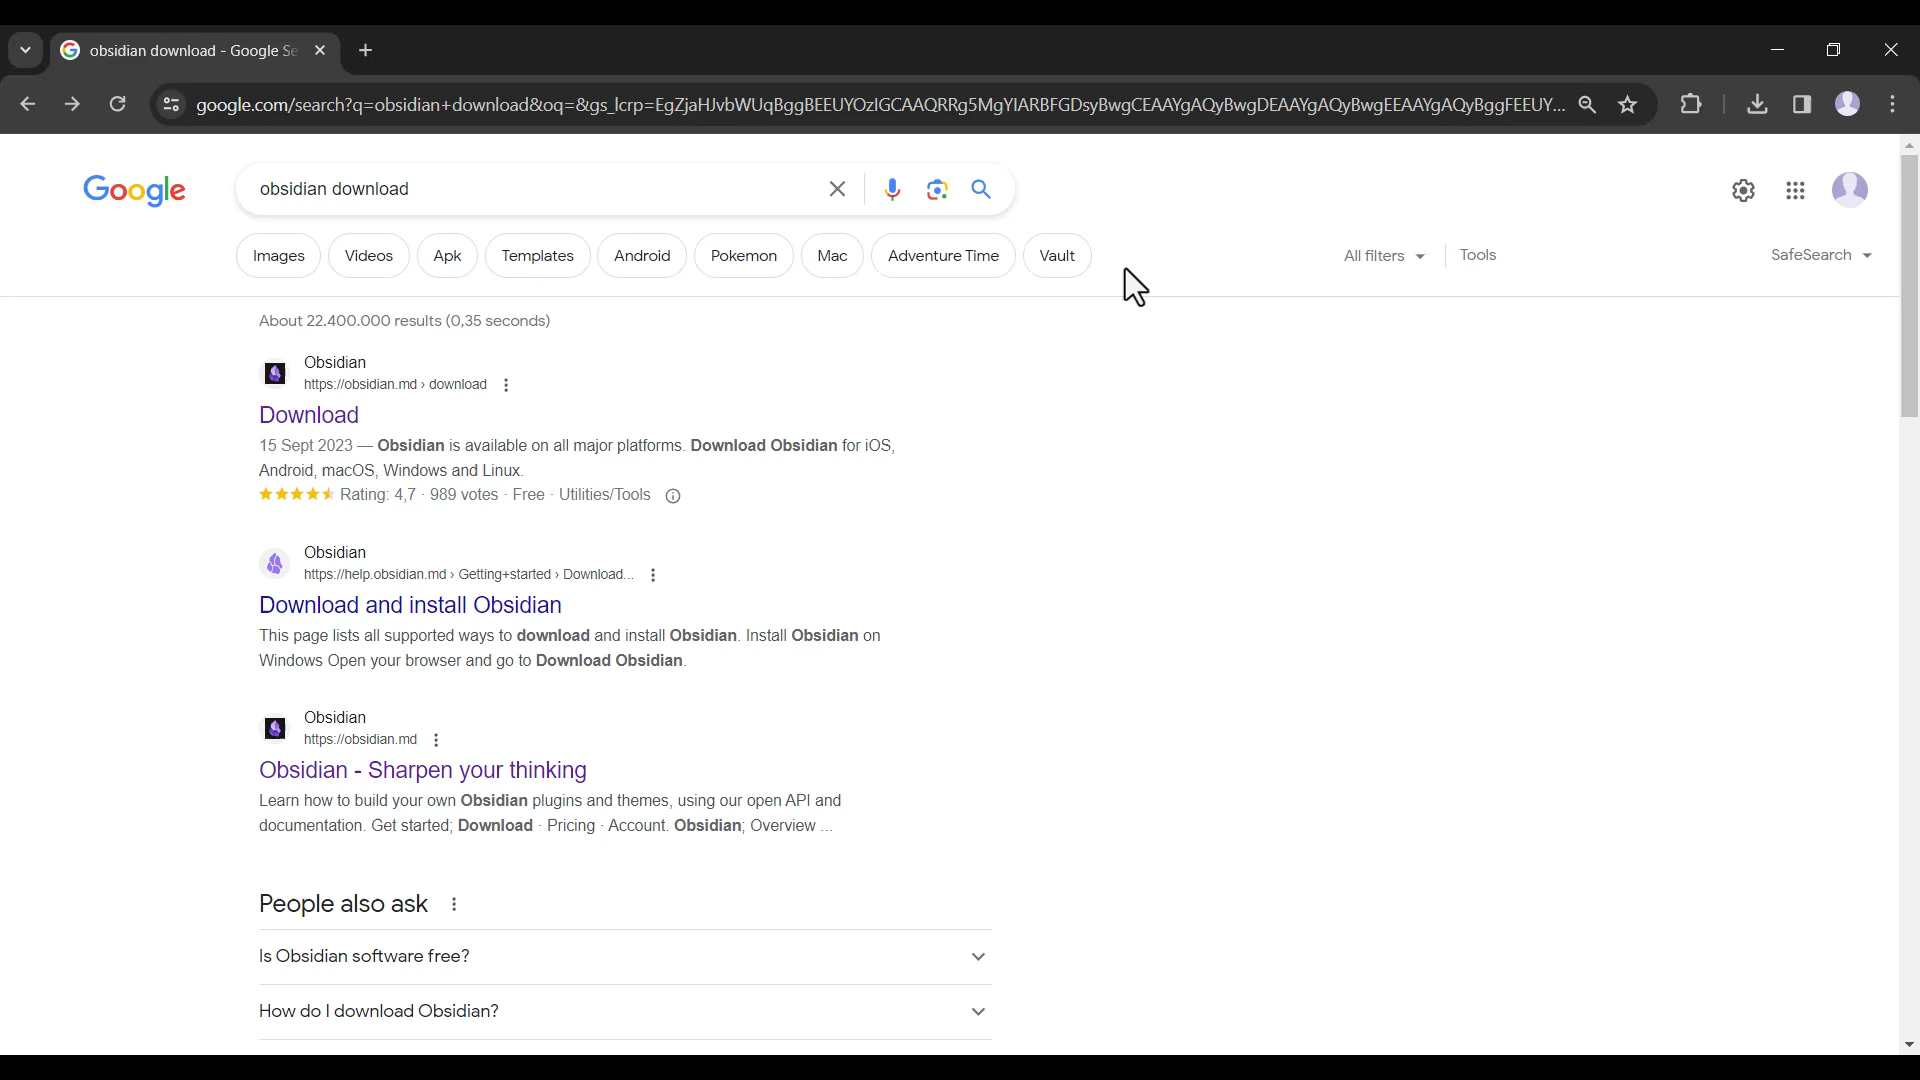 obsidian download - Google Se
google.com/search?q=obsidian+download&oq=&gs_lcrp=EgZjaHJvbWUqBggBEEUYOzIGCAAQRRg5MgYIARBFGDsyBwgCEAAYgAQyBwgDEAAYgAQyBwgEEAAYgAQyBggFEEUY...
Google
obsidian download
Images Videos Apk Templates Android Pokemon Mac Adventure Time Vault All filters Tools SafeSearch
About 22.400.000 results (0,35 seconds)
Obsidian
https://obsidian.md › download
Download
15 Sept 2023 — Obsidian is available on all major platforms. Download Obsidian for iOS,
Android, macOS, Windows and Linux.
Rating: 4,7 · 989 votes · Free · Utilities/Tools
Obsidian
https://help.obsidian.md › Getting+started › Download...
Download and install Obsidian
This page lists all supported ways to download and install Obsidian. Install Obsidian on
Windows Open your browser and go to Download Obsidian.
Obsidian
https://obsidian.md
Obsidian - Sharpen your thinking
Learn how to build your own Obsidian plugins and themes, using our open API and
documentation. Get started; Download · Pricing · Account. Obsidian; Overview ...
People also ask
Is Obsidian software free?
How do I download Obsidian?